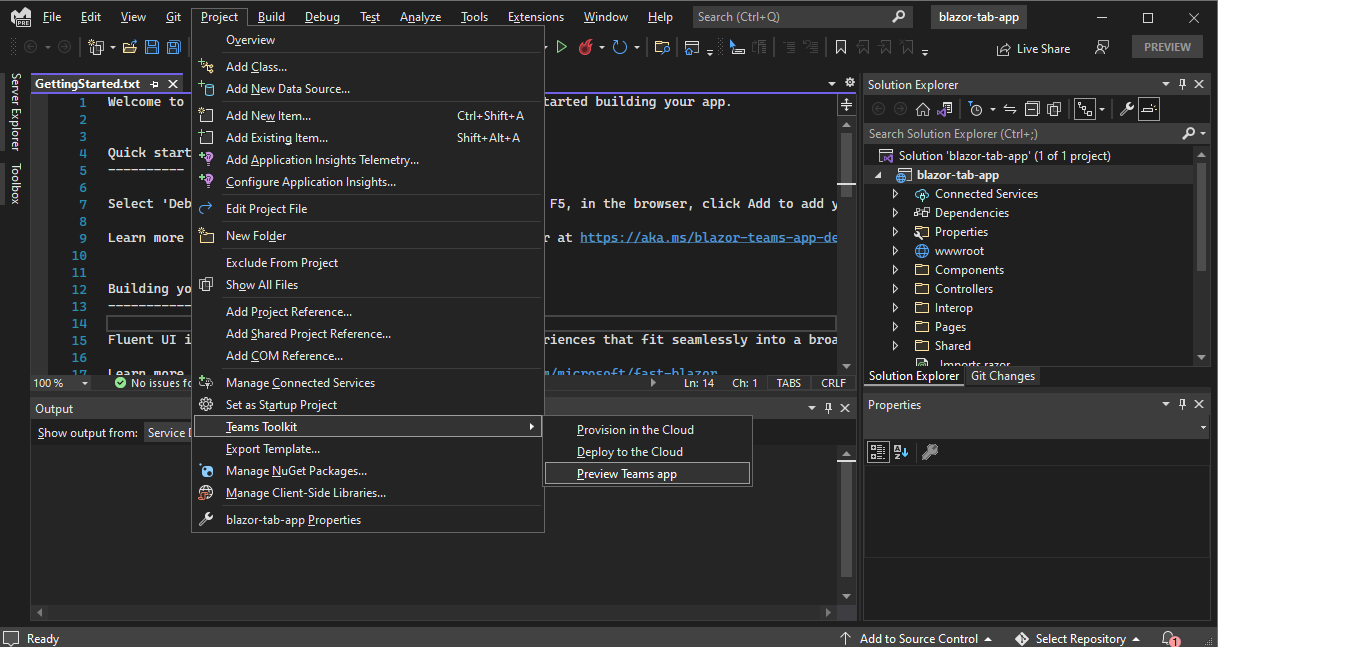 File Edit View Git Project Build Debug Test Analyze Tools Extensions Window Help Search (Ctrl+Q) blazor-tab-app
PRE
Live Share PREVIEW
Server Explorer
Toolbox
GettingStarted.txt
1 Welcome to
tarted building your app.
2
3
4 Quick start
5 ----------
6
7 Select 'Deb
F5, in the browser, click Add to add y
8
9 Learn more
r at https://aka.ms/blazor-teams-app-de
10
11
12 Building yo
13 -----------
14
15 Fluent UI i
riences that fit seamlessly into a broa
16
17 Learn more
m/microsoft/fast-blazor
100 % No issues fo
Ln: 14 Ch: 1 TABS CRLF
Overview
Add Class...
Add New Data Source...
Add New Item... Ctrl+Shift+A
Add Existing Item... Shift+Alt+A
Add Application Insights Telemetry...
Configure Application Insights...
Edit Project File
New Folder
Exclude From Project
Show All Files
Add Project Reference...
Add Shared Project Reference...
Add COM Reference...
Manage Connected Services
Set as Startup Project
Teams Toolkit
Export Template...
Manage NuGet Packages...
Manage Client-Side Libraries...
blazor-tab-app Properties
Provision in the Cloud
Deploy to the Cloud
Preview Teams app
Output
Show output from: Service D
Solution Explorer
Search Solution Explorer (Ctrl+;)
Solution 'blazor-tab-app' (1 of 1 project)
blazor-tab-app
Connected Services
Dependencies
Properties
wwwroot
Components
Controllers
Interop
Pages
Shared
_Imports.razor
Solution Explorer Git Changes
Properties
Ready
Add to Source Control Select Repository 1